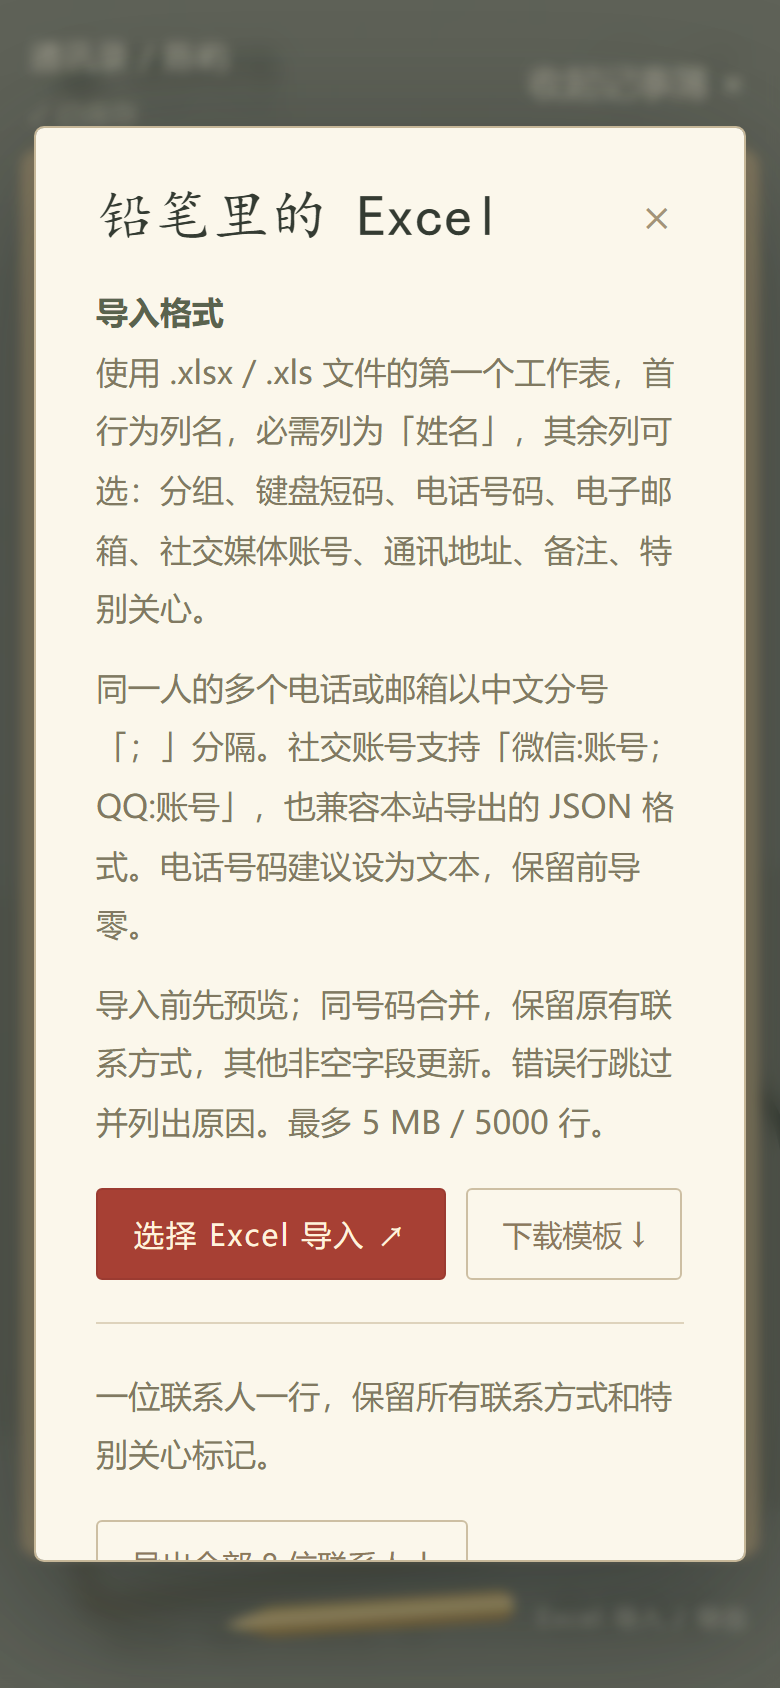 铅笔里的 Excel
×
导入格式
使用 .xlsx / .xls 文件的第一个工作表，首
行为列名，必需列为「姓名」，其余列可
选：分组、键盘短码、电话号码、电子邮
箱、社交媒体账号、通讯地址、备注、特
别关心。
同一人的多个电话或邮箱以中文分号
「；」分隔。社交账号支持「微信:账号；
QQ:账号」，也兼容本站导出的 JSON 格
式。电话号码建议设为文本，保留前导
零。
导入前先预览；同号码合并，保留原有联
系方式，其他非空字段更新。错误行跳过
并列出原因。最多 5 MB / 5000 行。
选择 Excel 导入 ↗
下载模板 ↓
一位联系人一行，保留所有联系方式和特
别关心标记。